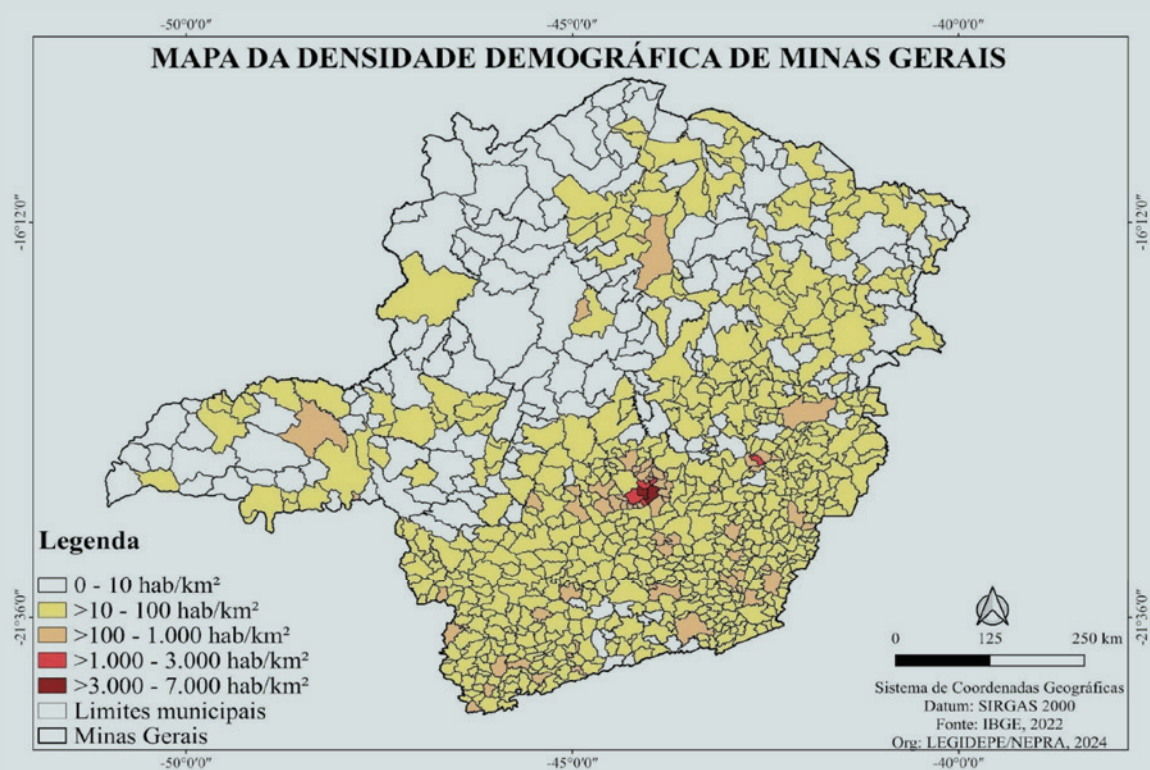 -50°0'0" -45°0'0" -40°0'0"
MAPA DA DENSIDADE DEMOGRÁFICA DE MINAS GERAIS
-16°12'0" -16°12'0"
Legenda
0 - 10 hab/km²
>10 - 100 hab/km²
>100 - 1.000 hab/km²
>1.000 - 3.000 hab/km²
>3.000 - 7.000 hab/km²
Limites municipais
Minas Gerais
-21°36'0" -21°36'0"
0 125 250 km
Sistema de Coordenadas Geográficas
Datum: SIRGAS 2000
Fonte: IBGE, 2022
Org: LEGIDEPE/NEPRA, 2024
-50°0'0" -45°0'0" -40°0'0"